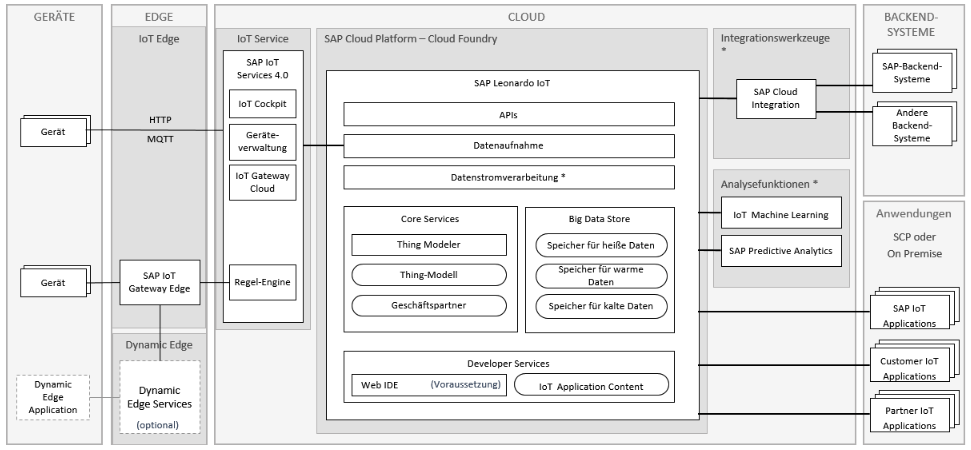 GERÄTE
EDGE
CLOUD
BACKEND-
SYSTEME
IoT Edge
IoT Service
SAP Cloud Platform – Cloud Foundry
Integrationswerkzeuge
*
SAP IoT
Services 4.0
IoT Cockpit
Geräte-
verwaltung
IoT Gateway
Cloud
Regel-Engine
Gerät
HTTP
MQTT
Gerät
SAP IoT
Gateway Edge
Dynamic Edge
Dynamic
Edge
Application
Dynamic
Edge Services
(optional)
SAP Leonardo IoT
APIs
Datenaufnahme
Datenstromverarbeitung *
Core Services
Thing Modeler
Thing-Modell
Geschäftspartner
Big Data Store
Speicher für heiße Daten
Speicher für warme
Daten
Speicher für kalte Daten
Developer Services
Web IDE
(Voraussetzung)
IoT Application Content
SAP Cloud
Integration
Analysefunktionen *
IoT Machine Learning
SAP Predictive Analytics
SAP-Backend-
Systeme
Andere
Backend-
Systeme
Anwendungen
SCP oder
On Premise
SAP IoT
Applications
Customer IoT
Applications
Partner IoT
Applications